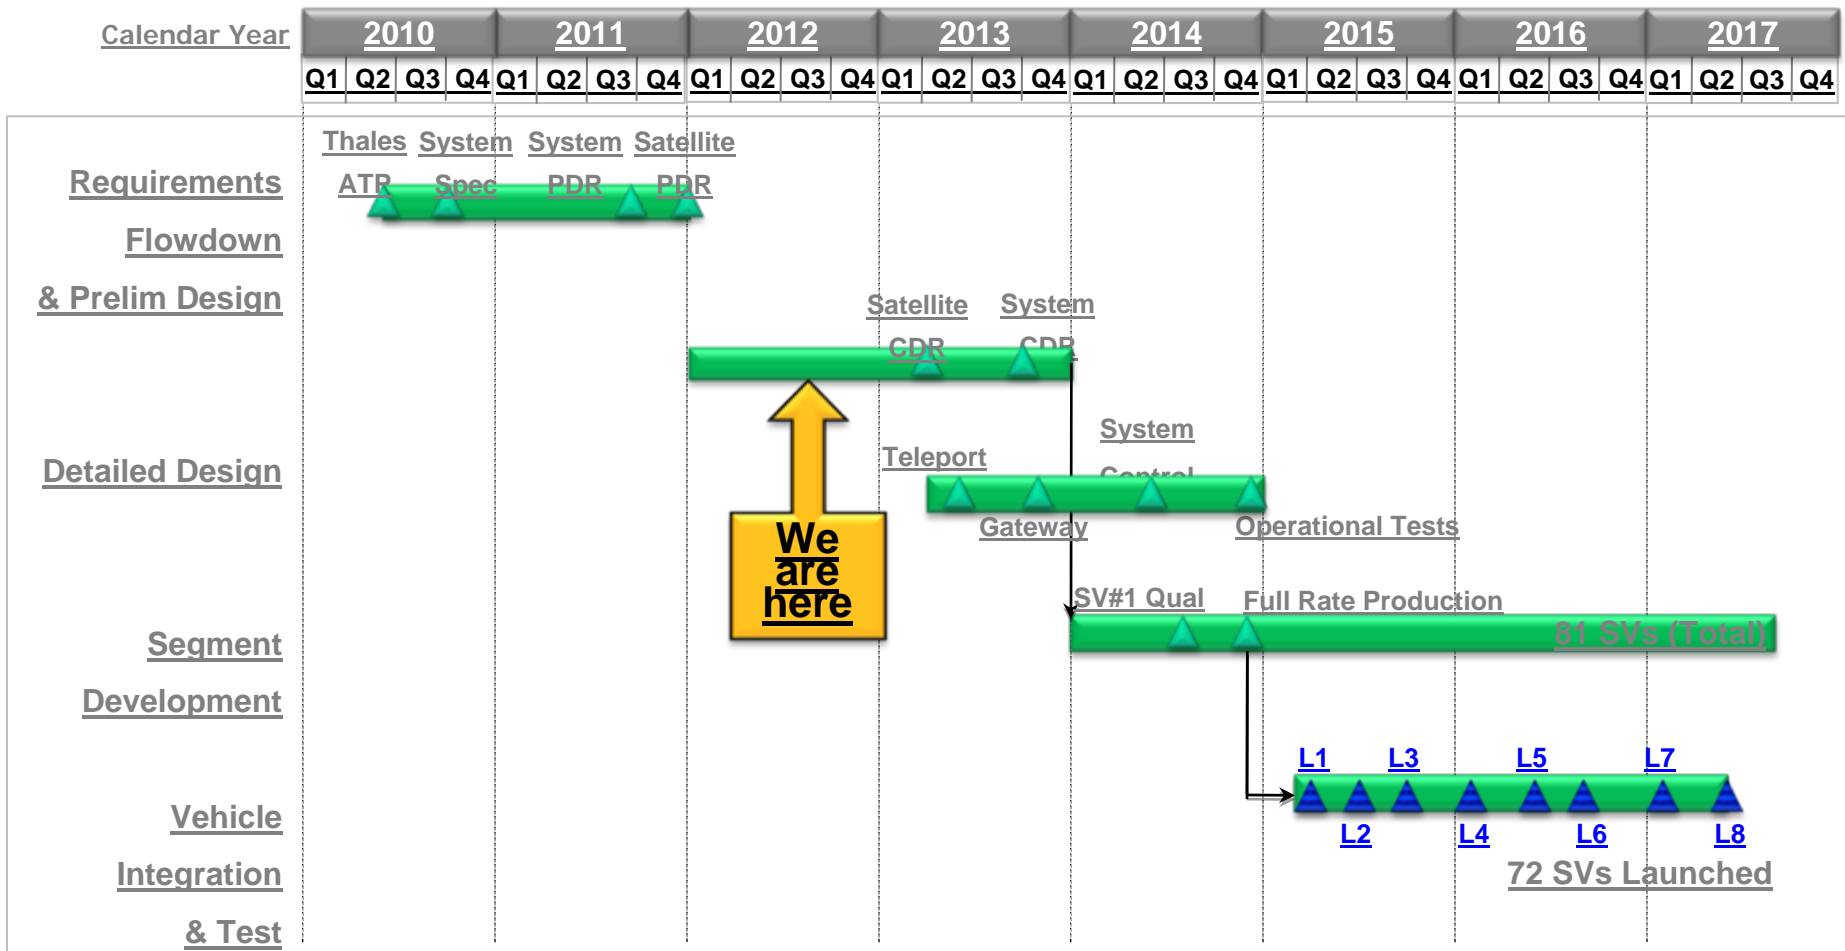 Calendar Year 2010 2011 2012 2013 2014 2015 2016 2017
Q1 Q2 Q3 Q4 Q1 Q2 Q3 Q4 Q1 Q2 Q3 Q4 Q1 Q2 Q3 Q4 Q1 Q2 Q3 Q4 Q1 Q2 Q3 Q4 Q1 Q2 Q3 Q4 Q1 Q2 Q3 Q4
Thales System System Satellite
Requirements
ATP Spec PDR PDR
Flowdown
& Prelim Design
Satellite System
CDR CDR
System
Teleport
Detailed Design
Control
Gateway
Operational Tests
We
are
here
SV#1 Qual
Full Rate Production
81 SVs (Total)
Segment
Development
L1 L3 L5 L7
Vehicle
L2 L4 L6 L8
Integration
72 SVs Launched
& Test